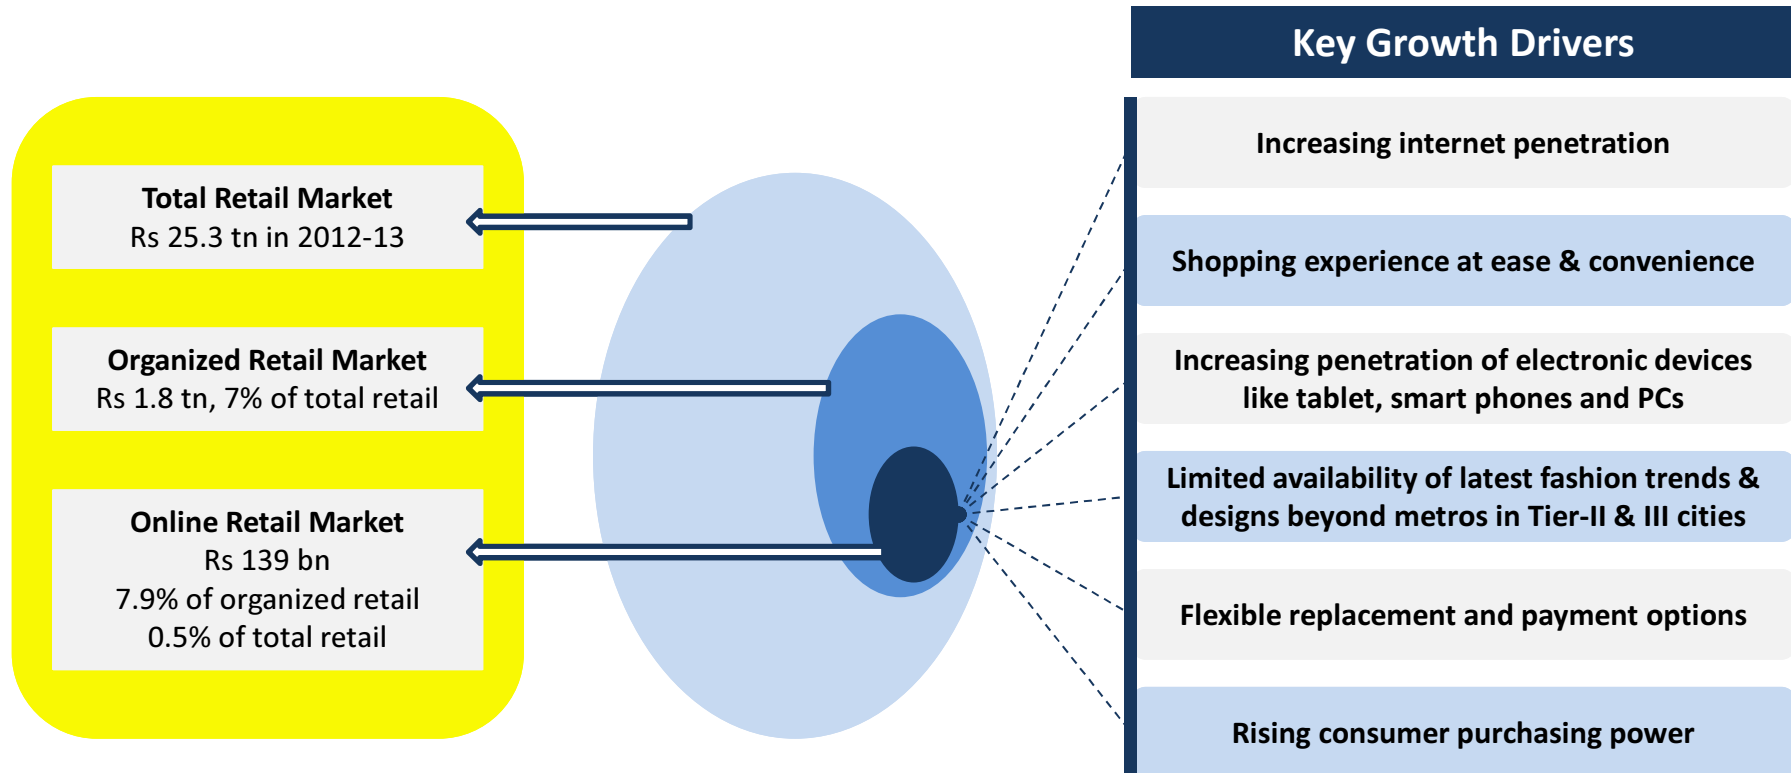 Key Growth Drivers
Total Retail Market
Rs 25.3 tn in 2012-13
Organized Retail Market
Rs 1.8 tn, 7% of total retail
Online Retail Market
Rs 139 bn
7.9% of organized retail
0.5% of total retail
Increasing internet penetration
Shopping experience at ease & convenience
Increasing penetration of electronic devices
like tablet, smart phones and PCs
Limited availability of latest fashion trends &
designs beyond metros in Tier-II & III cities
Flexible replacement and payment options
Rising consumer purchasing power